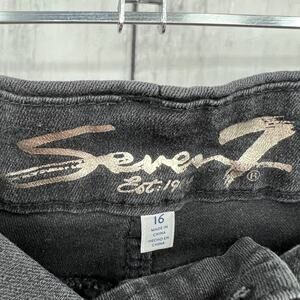 Seven7®
Est. 19
16
MADE IN
CHINA
HECHO EN
CHINA